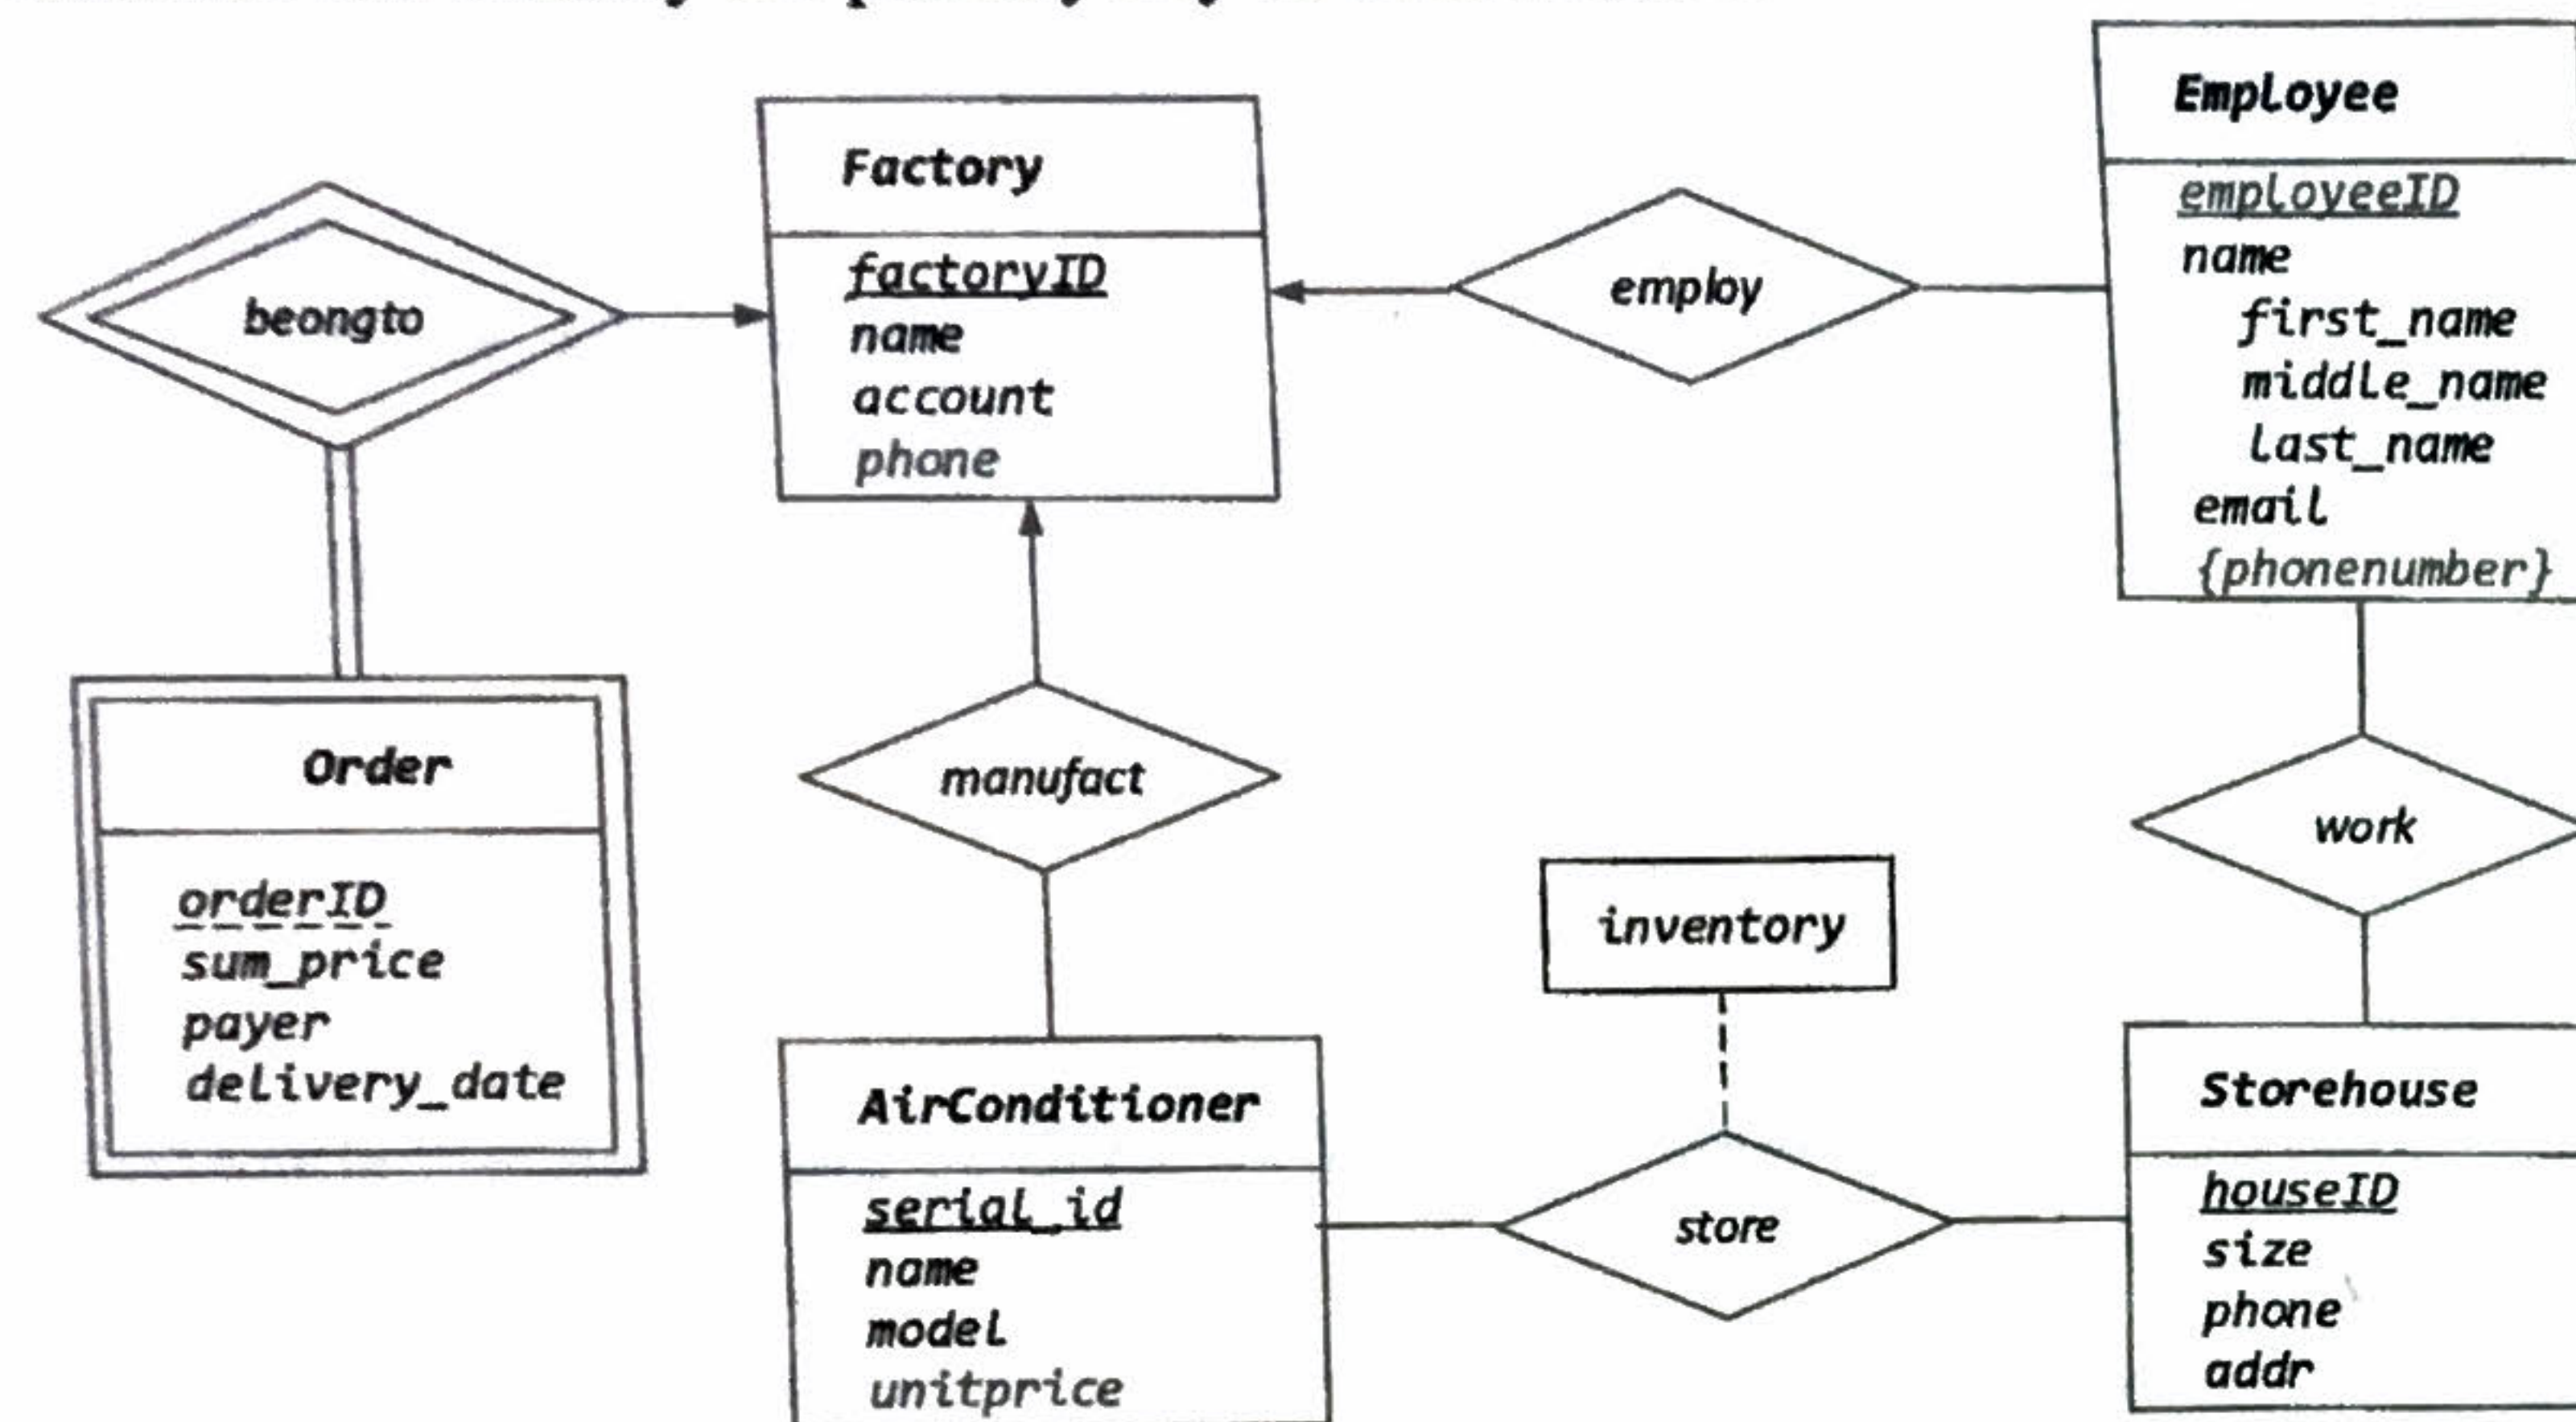 Employee
employeeID
name
first_name
middle_name
last_name
email
{phonenumber}
Factory
factoryID
name
account
phone
beongto
employ
Order
orderID
sum_price
payer
delivery_date
manufact
work
inventory
AirConditioner
serial_id
name
model
unitprice
store
Storehouse
houseID
size
phone
addr